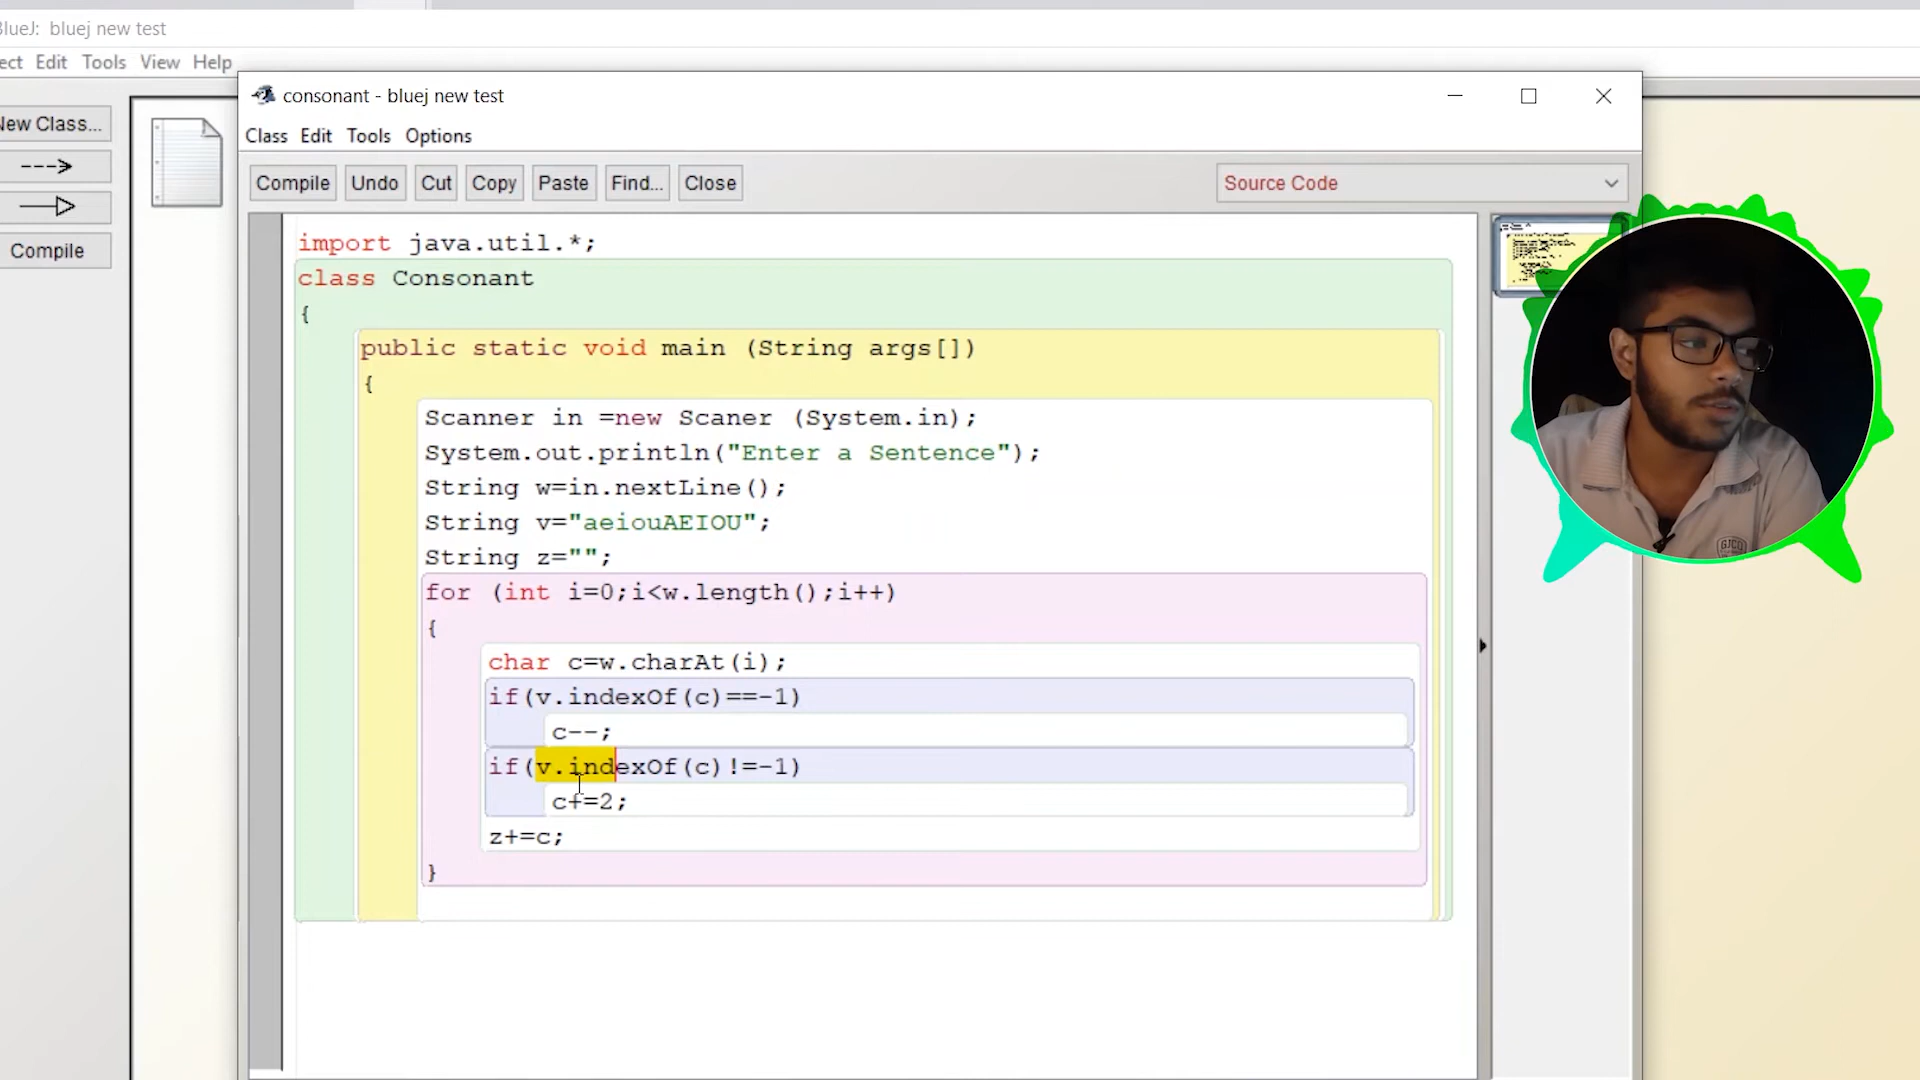 BlueJ: bluej new test
ect Edit Tools View Help
consonant - bluej new test
New Class...
Class Edit Tools Options
Compile Undo Cut Copy Paste Find... Close Source Code
Compile
import java.util.*;
class Consonant
{
public static void main (String args[])
{
Scanner in =new Scaner (System.in);
System.out.println("Enter a Sentence");
String w=in.nextLine();
String v="aeiouAEIOU";
String z="";
for (int i=0;i<w.length();i++)
{
char c=w.charAt(i);
if(v.indexOf(c)==-1)
c--;
if(v.indexOf(c)!=-1)
c+=2;
z+=c;
}